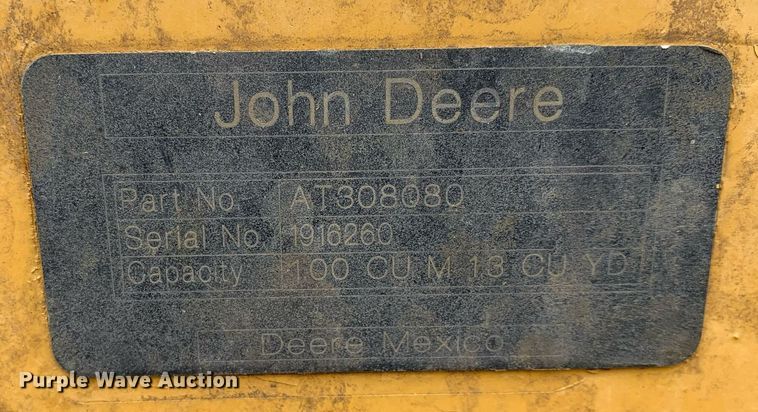 John Deere
Part No AT308080
Serial No 1916260
Capacity 1.00 CU M 1.3 CU YD
Deere Mexico
Purple Wave Auction